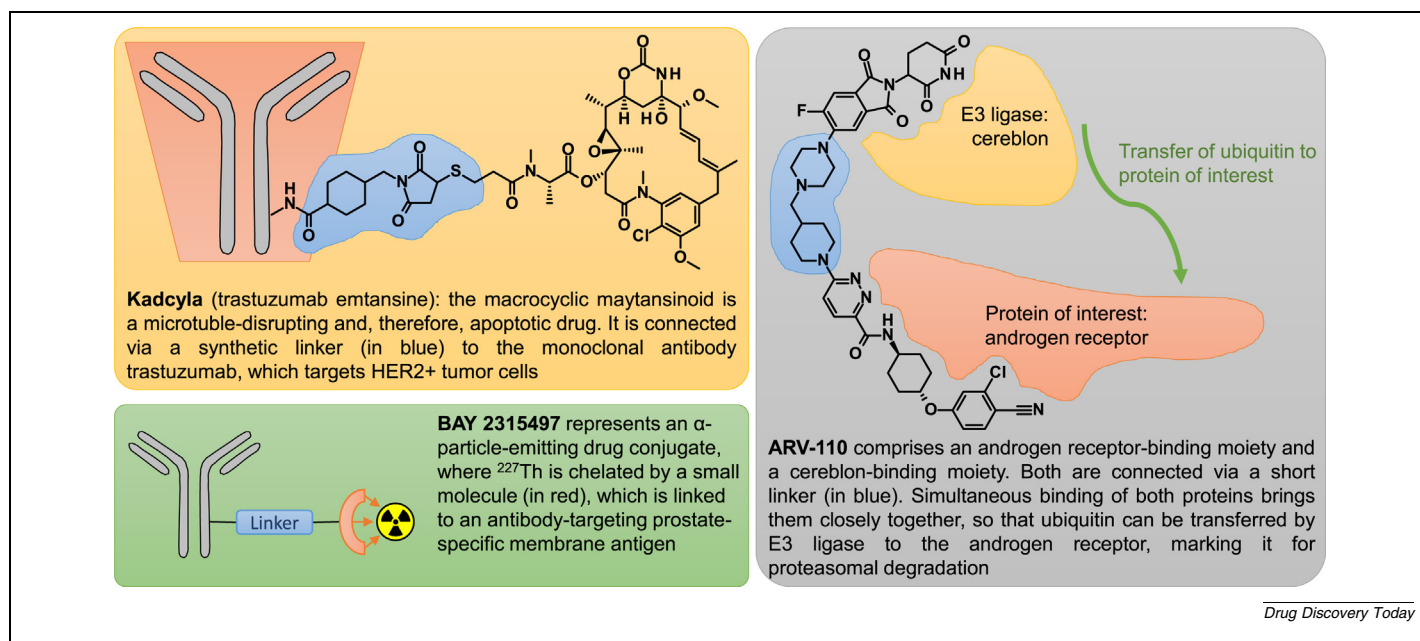 O
O
NH
O
H
OH
O
O
S
O
N
O
N
O
O
H
N
O
O
N
Cl
O
Kadcyla (trastuzumab emtansine): the macrocyclic maytansinoid is
a microtuble-disrupting and, therefore, apoptotic drug. It is connected
via a synthetic linker (in blue) to the monoclonal antibody
trastuzumab, which targets HER2+ tumor cells
Linker
BAY 2315497 represents an α-
particle-emitting drug conjugate,
where ²²⁷Th is chelated by a small
molecule (in red), which is linked
to an antibody-targeting prostate-
specific membrane antigen
O
O
NH
O
N
O
F
N
N
N
N
N
O
H
N
O
Cl
N
E3 ligase:
cereblon
Transfer of ubiquitin to
protein of interest
Protein of interest:
androgen receptor
ARV-110 comprises an androgen receptor-binding moiety and
a cereblon-binding moiety. Both are connected via a short
linker (in blue). Simultaneous binding of both proteins brings
them closely together, so that ubiquitin can be transferred by
E3 ligase to the androgen receptor, marking it for
proteasomal degradation
Drug Discovery Today